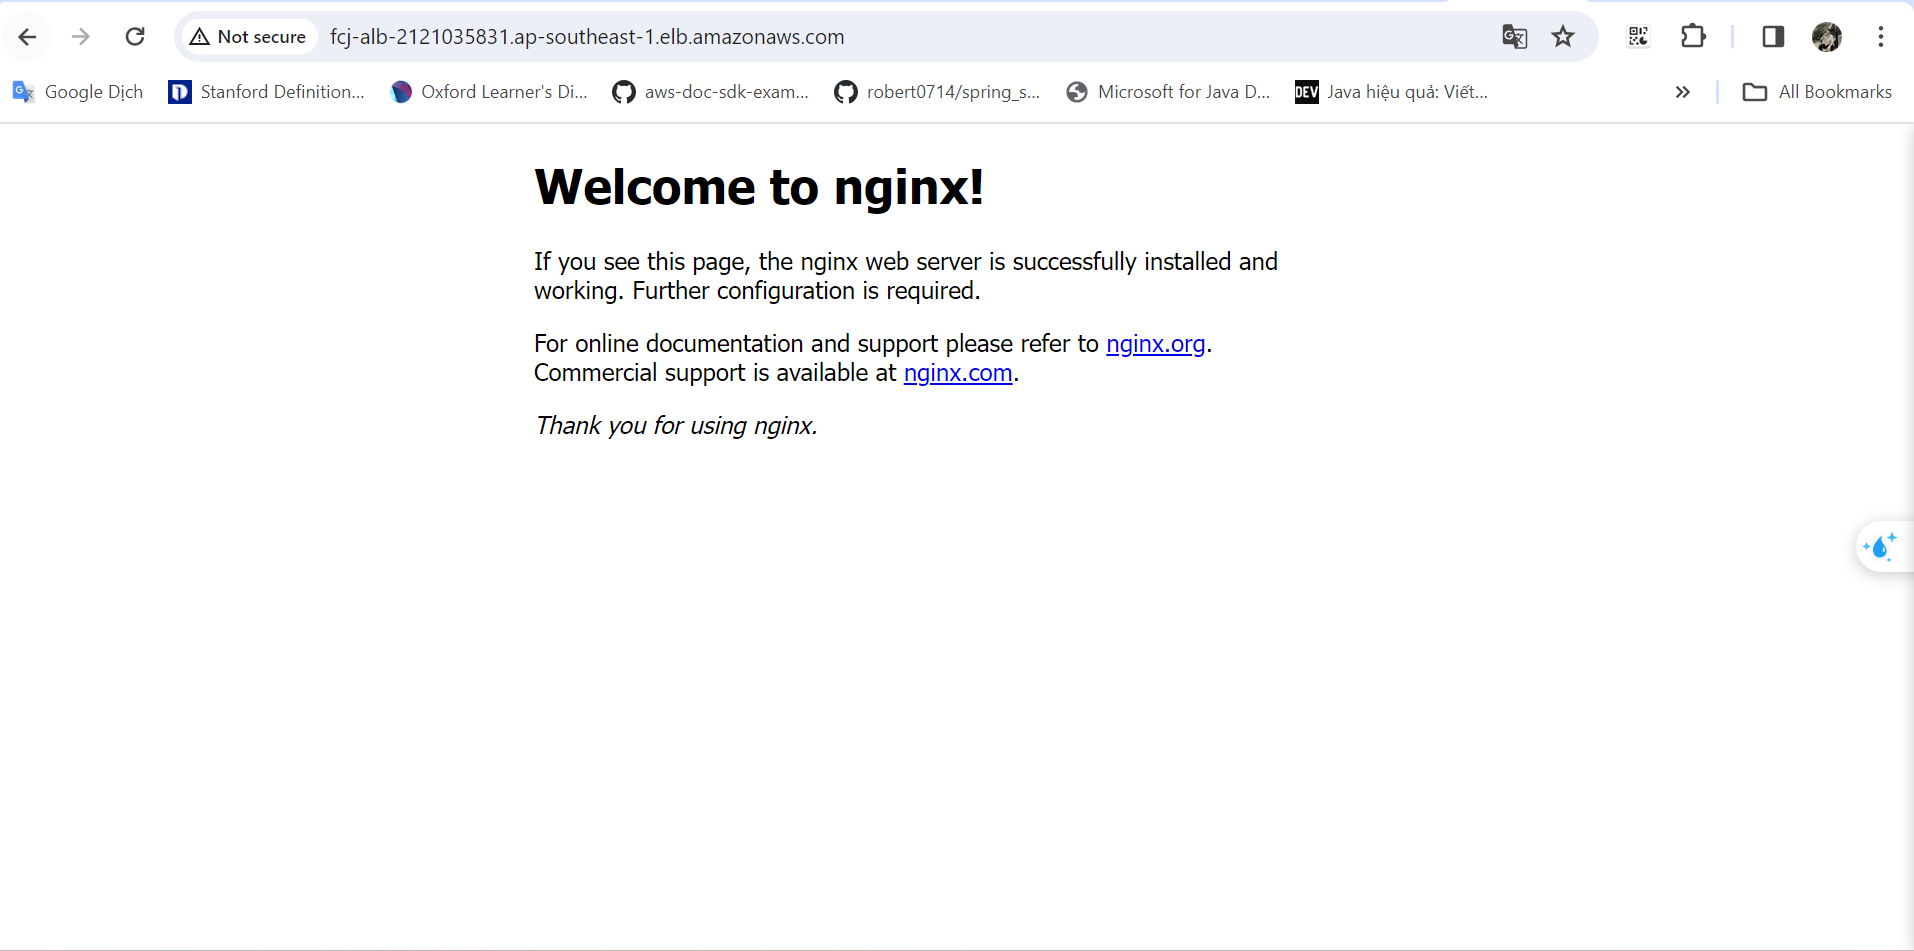 Not secure fcj-alb-2121035831.ap-southeast-1.elb.amazonaws.com
Google Dịch Stanford Definition... Oxford Learner's Di... aws-doc-sdk-exam... robert0714/spring_s... Microsoft for Java D... DEV Java hiệu quả: Viết... All Bookmarks
Welcome to nginx!
If you see this page, the nginx web server is successfully installed and
working. Further configuration is required.
For online documentation and support please refer to nginx.org.
Commercial support is available at nginx.com.
Thank you for using nginx.